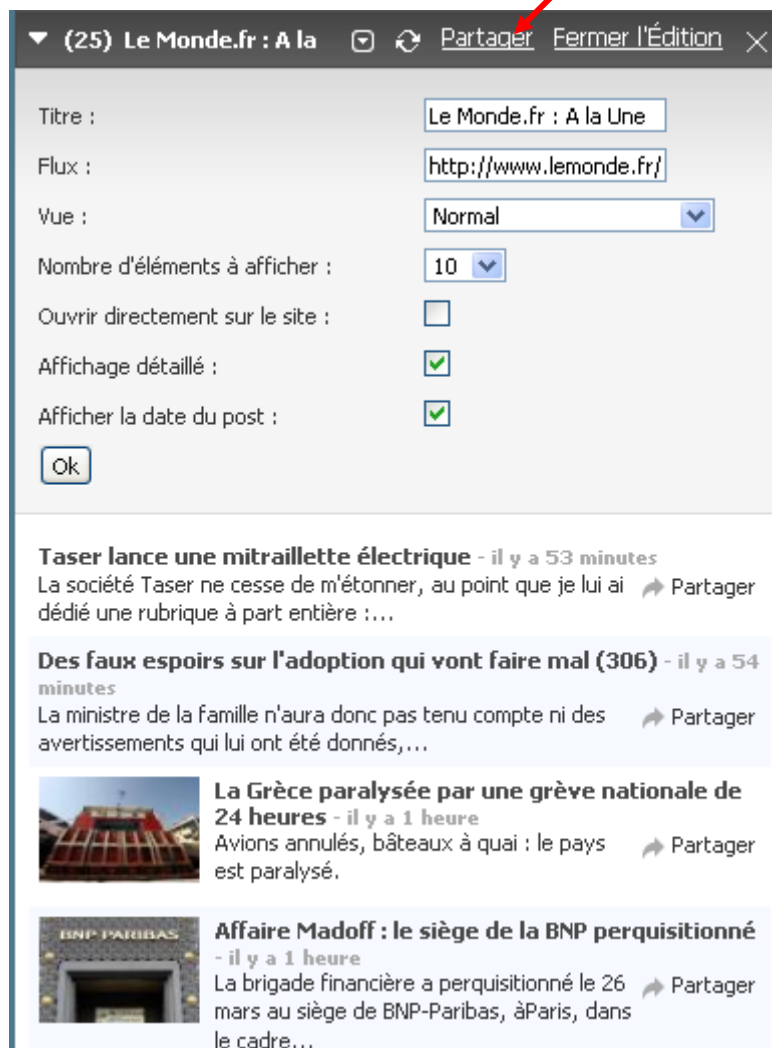 (25) Le Monde.fr : A la Partager Fermer l'Édition
Titre : Le Monde.fr : A la Une
Flux : http://www.lemonde.fr/
Vue : Normal
Nombre d'éléments à afficher : 10
Ouvrir directement sur le site :
Affichage détaillé :
Afficher la date du post :
Ok
Taser lance une mitraillette électrique - il y a 53 minutes
La société Taser ne cesse de m'étonner, au point que je lui ai Partager
dédié une rubrique à part entière :...
Des faux espoirs sur l'adoption qui vont faire mal (306) - il y a 54
minutes
La ministre de la famille n'aura donc pas tenu compte ni des Partager
avertissements qui lui ont été donnés,...
La Grèce paralysée par une grève nationale de
24 heures - il y a 1 heure
Avions annulés, bâteaux à quai : le pays Partager
est paralysé.
BNP PARIBAS
Affaire Madoff : le siège de la BNP perquisitionné
- il y a 1 heure
La brigade financière a perquisitionné le 26 Partager
mars au siège de BNP-Paribas, àParis, dans
le cadre...